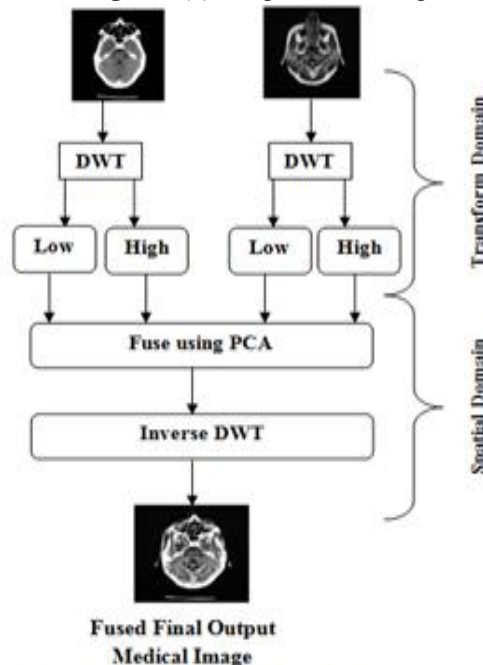 DWT
DWT
Low
High
Low
High
Transform Domain
Fuse using PCA
Inverse DWT
Spatial Domain
Fused Final Output
Medical Image